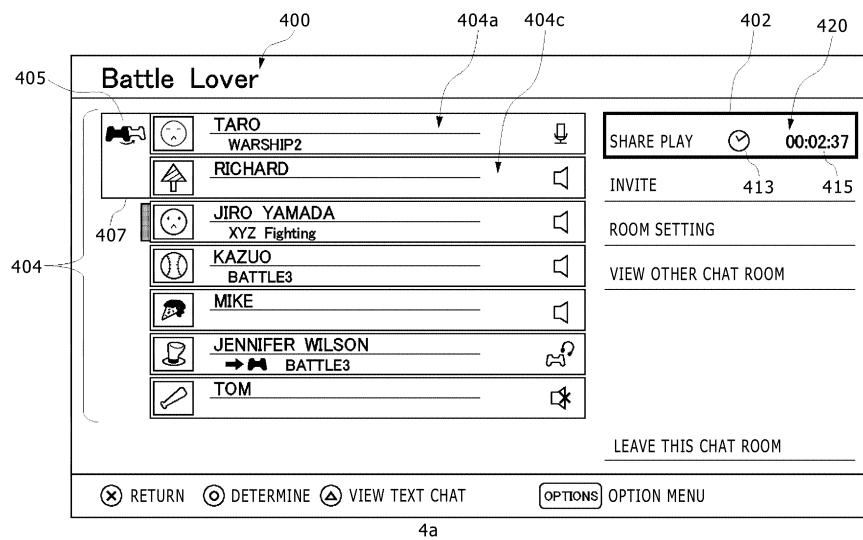 400
404a
404c
402
420
405
Battle Lover
TARO
WARSHIP2
SHARE PLAY
00:02:37
RICHARD
INVITE
413
415
407
JIRO YAMADA
XYZ Fighting
ROOM SETTING
404
KAZUO
BATTLE3
VIEW OTHER CHAT ROOM
MIKE
JENNIFER WILSON
BATTLE3
TOM
LEAVE THIS CHAT ROOM
RETURN DETERMINE VIEW TEXT CHAT OPTIONS OPTION MENU
4a